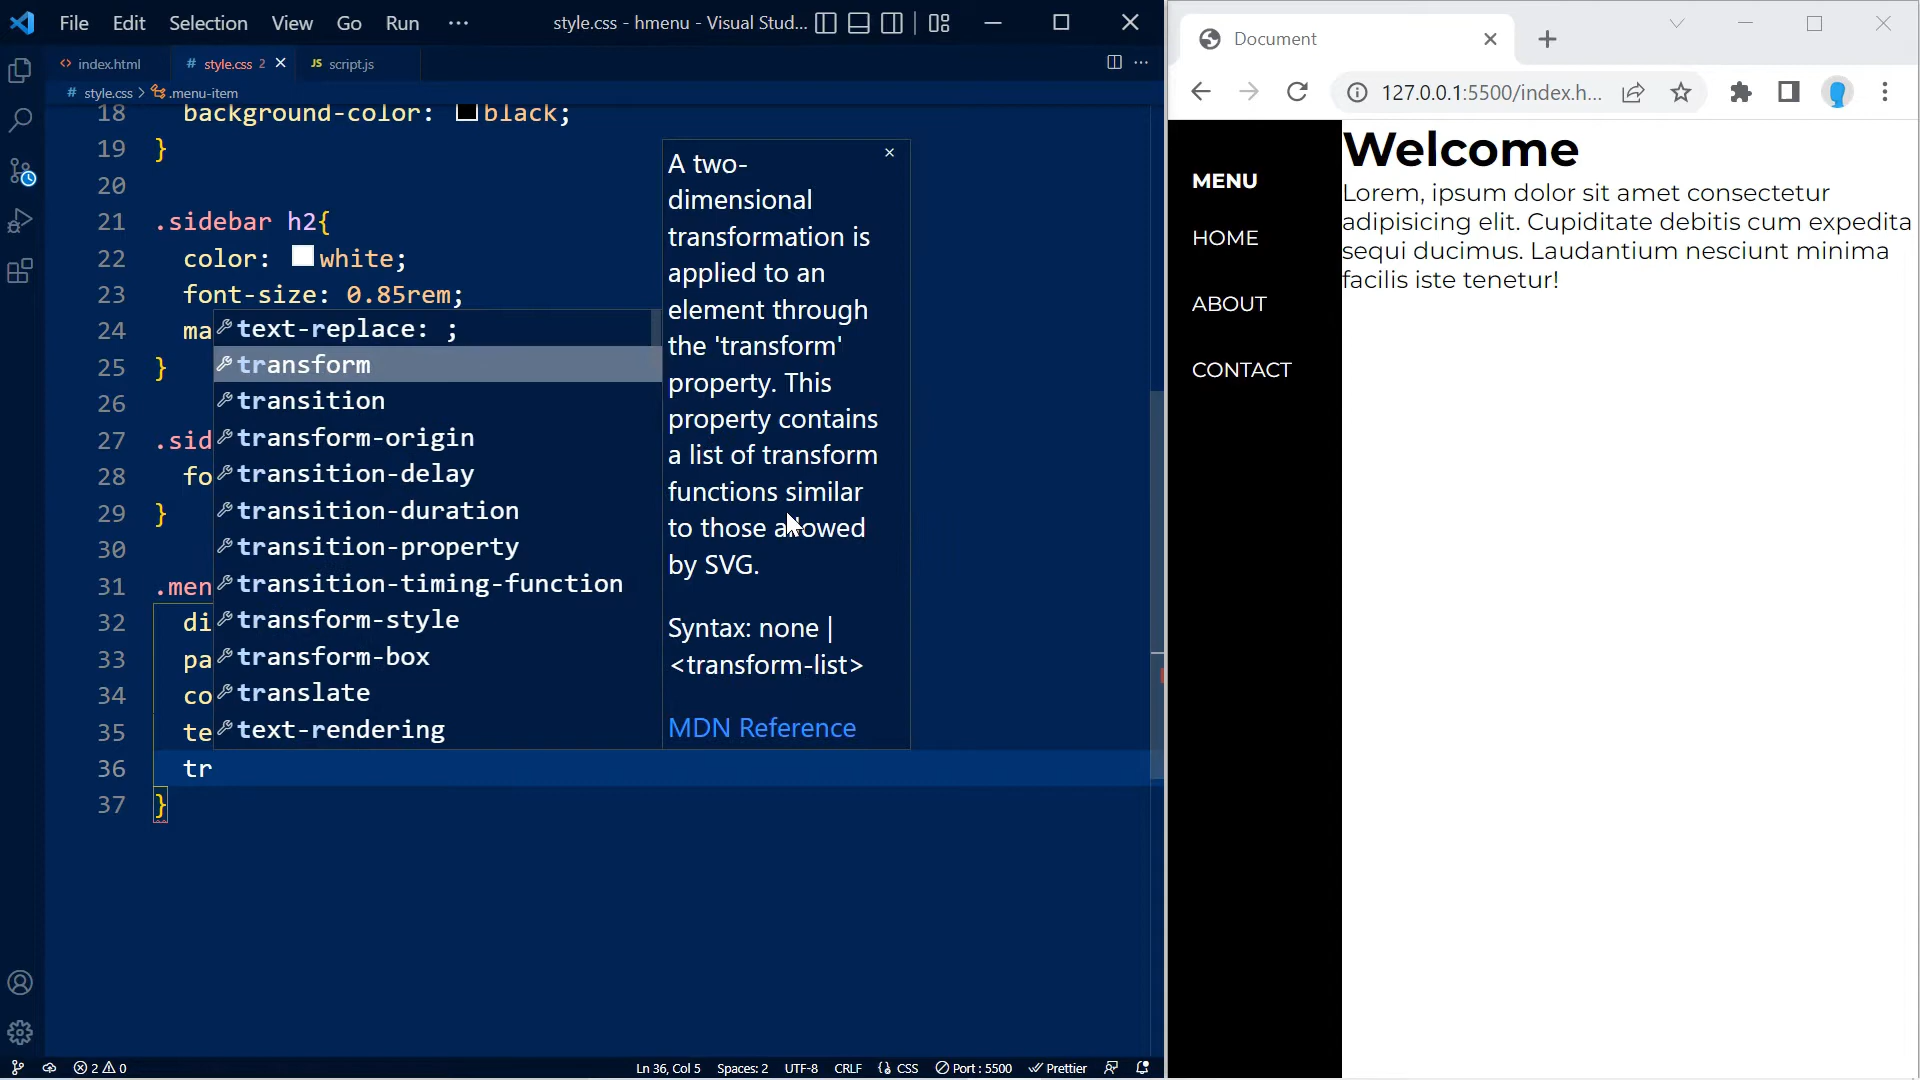 File Edit Selection View Go Run ··· style.css - hmenu - Visual Stud...
index.html # style.css 2 JS script.js
# style.css > .menu-item
18 background-color: black;
19 }
20
21 .sidebar h2{
22 color: white;
23 font-size: 0.85rem;
24 ma
25 }
26
27 .sid
28 fo
29 }
30
31 .men
32 di
33 pa
34 co
35 te
36 tr
37 }
text-replace: ;
transform
transition
transform-origin
transition-delay
transition-duration
transition-property
transition-timing-function
transform-style
transform-box
translate
text-rendering
A two-
dimensional
transformation is
applied to an
element through
the 'transform'
property. This
property contains
a list of transform
functions similar
to those allowed
by SVG.
Syntax: none |
<transform-list>
MDN Reference
2 0 Ln 36, Col 5 Spaces: 2 UTF-8 CRLF {} CSS Port : 5500 Prettier
Document
127.0.0.1:5500/index.h...
MENU
HOME
ABOUT
CONTACT
Welcome
Lorem, ipsum dolor sit amet consectetur
adipisicing elit. Cupiditate debitis cum expedita
sequi ducimus. Laudantium nesciunt minima
facilis iste tenetur!